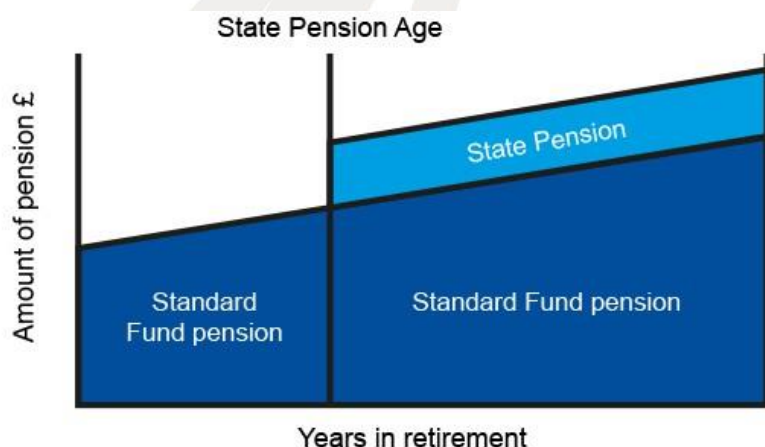 State Pension Age
Amount of pension £
State Pension
Standard
Fund pension
Standard Fund pension
Years in retirement